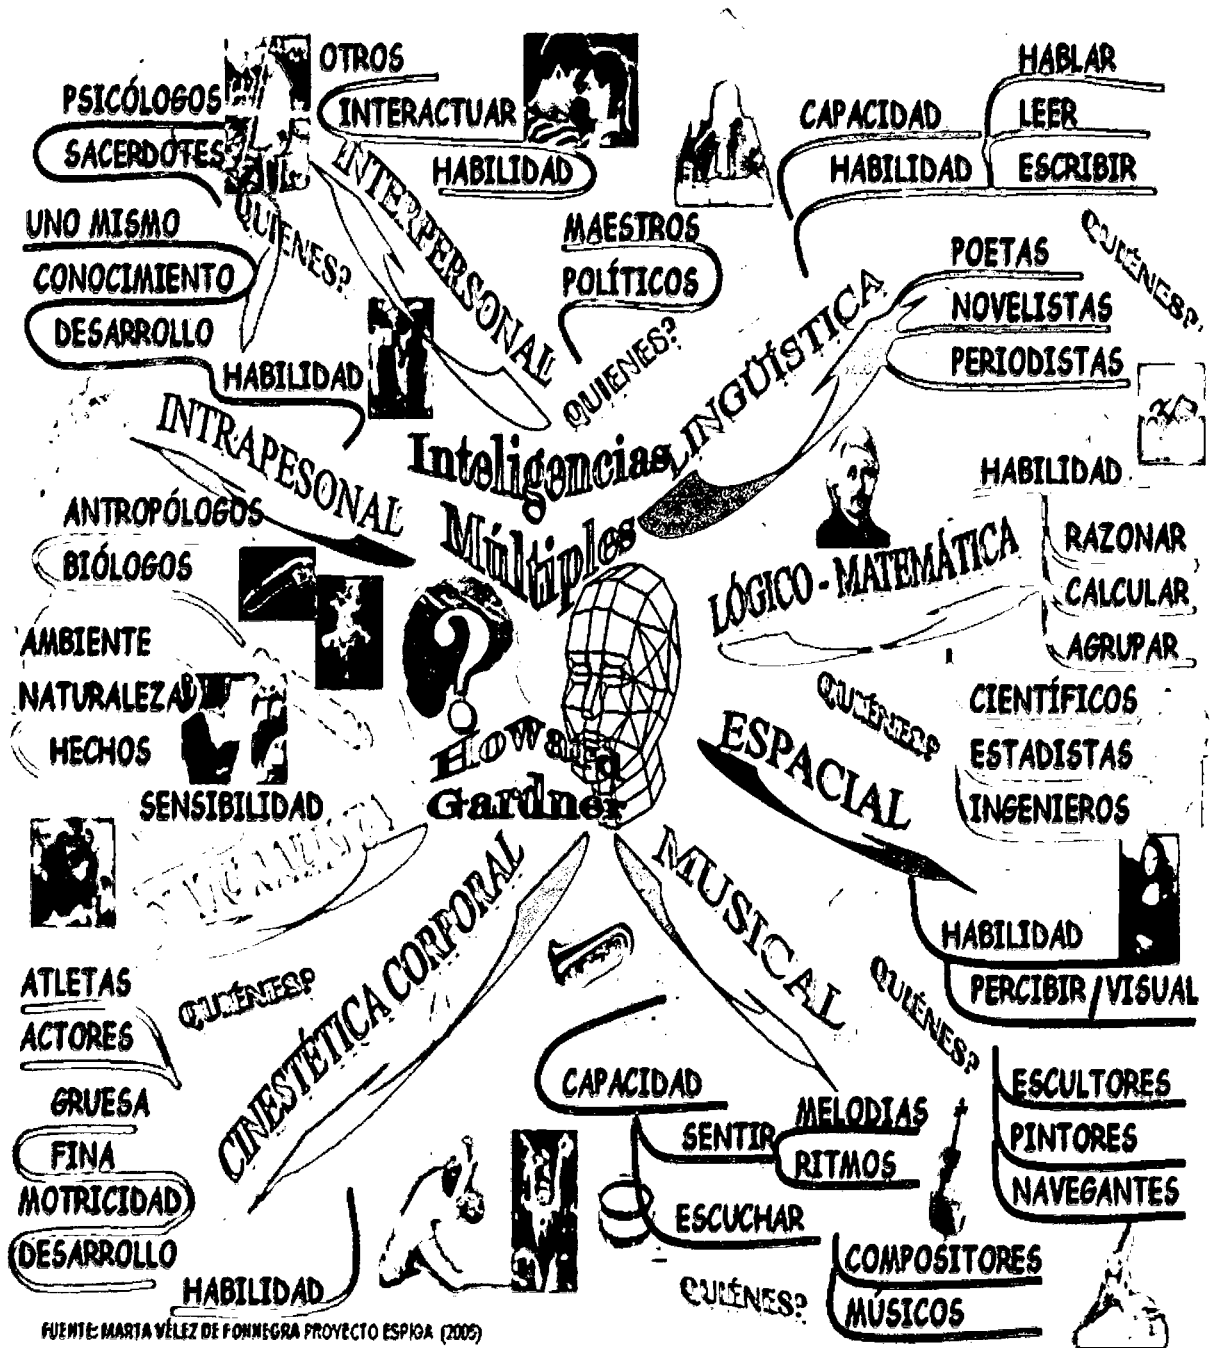 OTROS
INTERACTUAR
HABILIDAD
INTERPERSONAL
MAESTROS
POLÍTICOS
QUIENES?
PSICÓLOGOS
SACERDOTES
QUIENES?
UNO MISMO
CONOCIMIENTO
DESARROLLO
HABILIDAD
INTRAPESONAL
CAPACIDAD
HABILIDAD
HABLAR
LEER
ESCRIBIR
LINGÜÍSTICA
QUIÉNES?
POETAS
NOVELISTAS
PERIODISTAS
Inteligencias
Múltiples
Howard
Gardner
HABILIDAD
RAZONAR
CALCULAR
AGRUPAR
LÓGICO - MATEMÁTICA
QUIÉNES?
CIENTÍFICOS
ESTADISTAS
INGENIEROS
ESPACIAL
HABILIDAD
PERCIBIR / VISUAL
QUIÉNES?
ESCULTORES
PINTORES
NAVEGANTES
MUSICAL
CAPACIDAD
SENTIR
MELODIAS
RITMOS
ESCUCHAR
QUIÉNES?
COMPOSITORES
MÚSICOS
ANTROPÓLOGOS
BIÓLOGOS
AMBIENTE
NATURALEZA
HECHOS
SENSIBILIDAD
CINESTÉTICA CORPORAL
QUIÉNES?
ATLETAS
ACTORES
GRUESA
FINA
MOTRICIDAD
DESARROLLO
HABILIDAD
FUENTE: MARTA VÉLEZ DE FONNEGRA PROYECTO ESPIGA (2005)